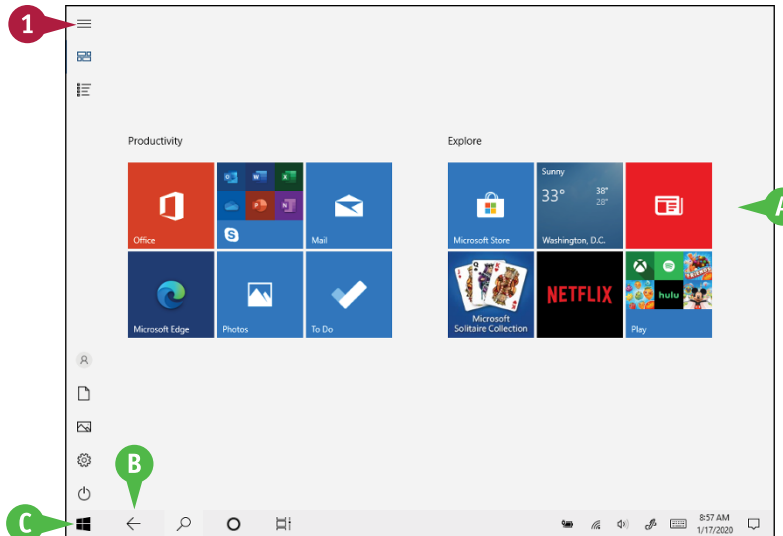 1
Productivity
Explore
Office
Mail
Microsoft Store
Sunny
33°
38°
28°
Washington, D.C.
Microsoft Edge
Photos
To Do
Microsoft
Solitaire Collection
NETFLIX
hulu
Play
A
B
C
8:57 AM
1/17/2020